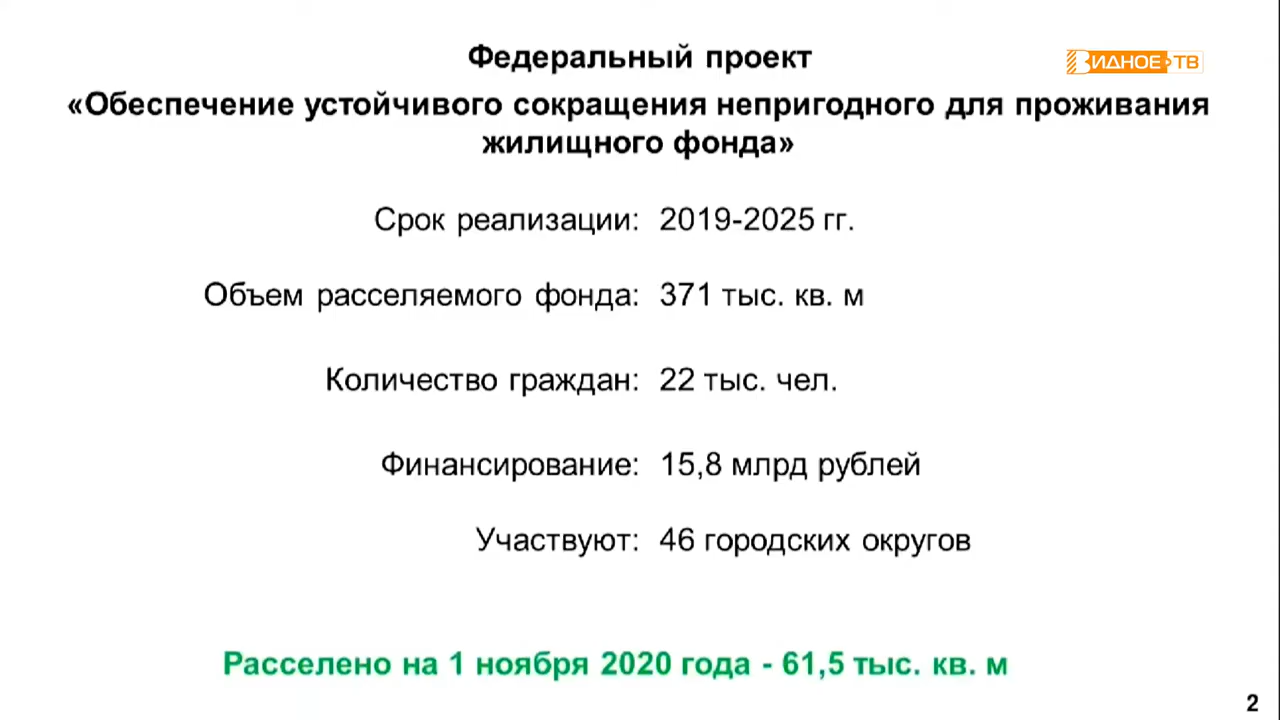 Федеральный проект
ВИДНОЕ ТВ
«Обеспечение устойчивого сокращения непригодного для проживания
жилищного фонда»
Срок реализации: 2019-2025 гг.
Объем расселяемого фонда: 371 тыс. кв. м
Количество граждан: 22 тыс. чел.
Финансирование: 15,8 млрд рублей
Участвуют: 46 городских округов
Расселено на 1 ноября 2020 года - 61,5 тыс. кв. м
2